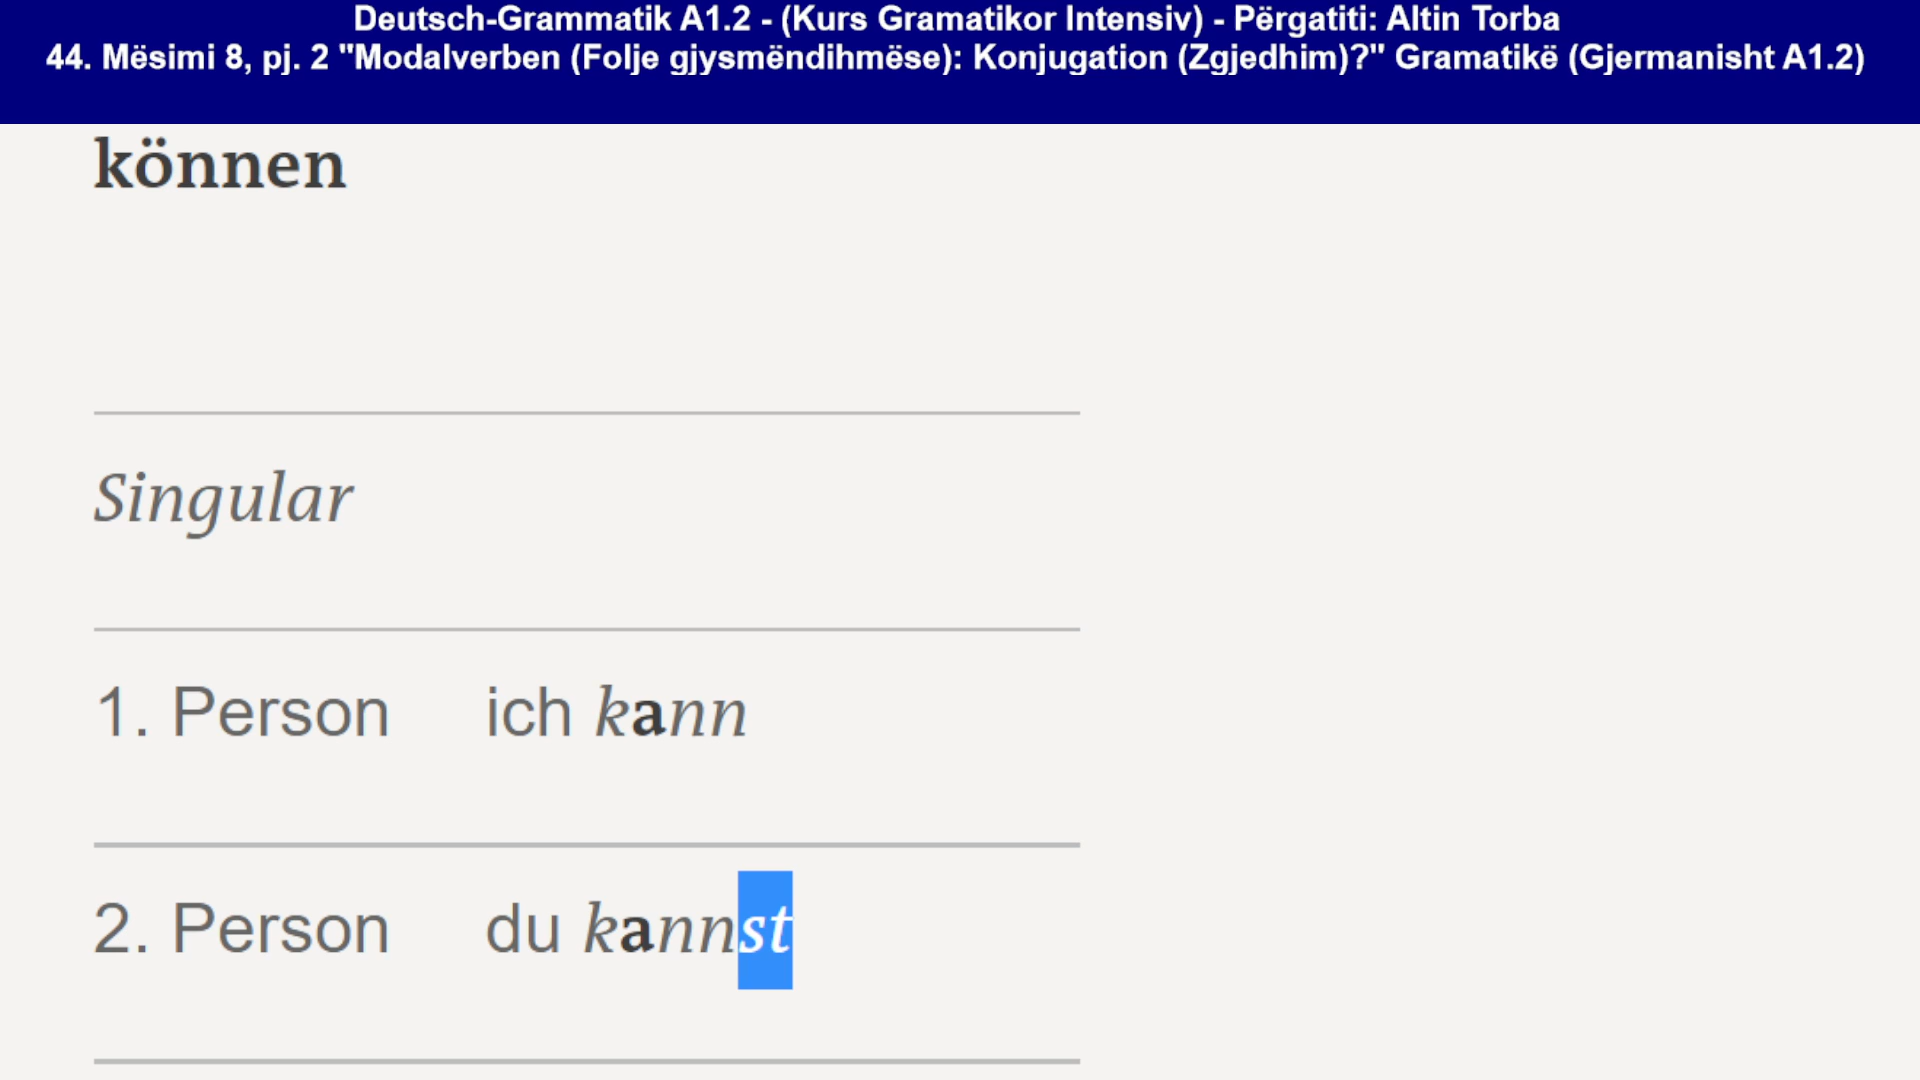 Deutsch-Grammatik A1.2 - (Kurs Gramatikor Intensiv) - Përgatiti: Altin Torba
44. Mësimi 8, pj. 2 "Modalverben (Folje gjysmëndihmëse): Konjugation (Zgjedhim)?" Gramatikë (Gjermanisht A1.2)
können
Singular
1. Person ich kann
2. Person du kannst